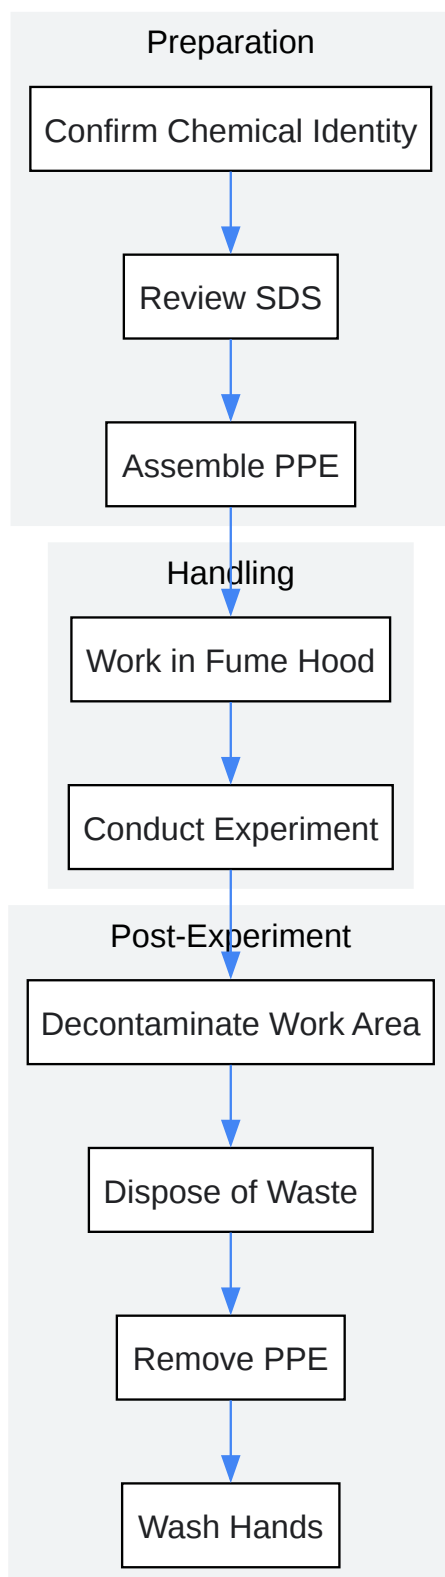 Preparation
Confirm Chemical Identity
Review SDS
Assemble PPE
Handling
Work in Fume Hood
Conduct Experiment
Post-Experiment
Decontaminate Work Area
Dispose of Waste
Remove PPE
Wash Hands